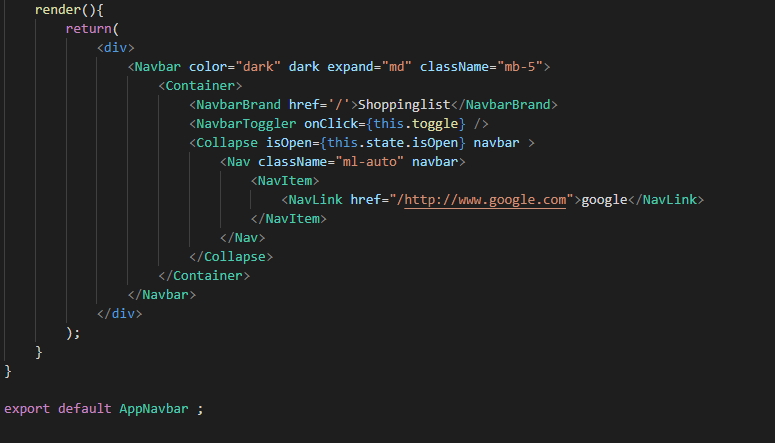 render(){
return(
<div>
<Navbar color="dark" dark expand="md" className="mb-5">
<Container>
<NavbarBrand href='/'>Shoppinglist</NavbarBrand>
<NavbarToggler onClick={this.toggle} />
<Collapse isOpen={this.state.isOpen} navbar >
<Nav className="ml-auto" navbar>
<NavItem>
<NavLink href="/http://www.google.com">google</NavLink>
</NavItem>
</Nav>
</Collapse>
</Container>
</Navbar>
</div>
);
}
}
export default AppNavbar ;